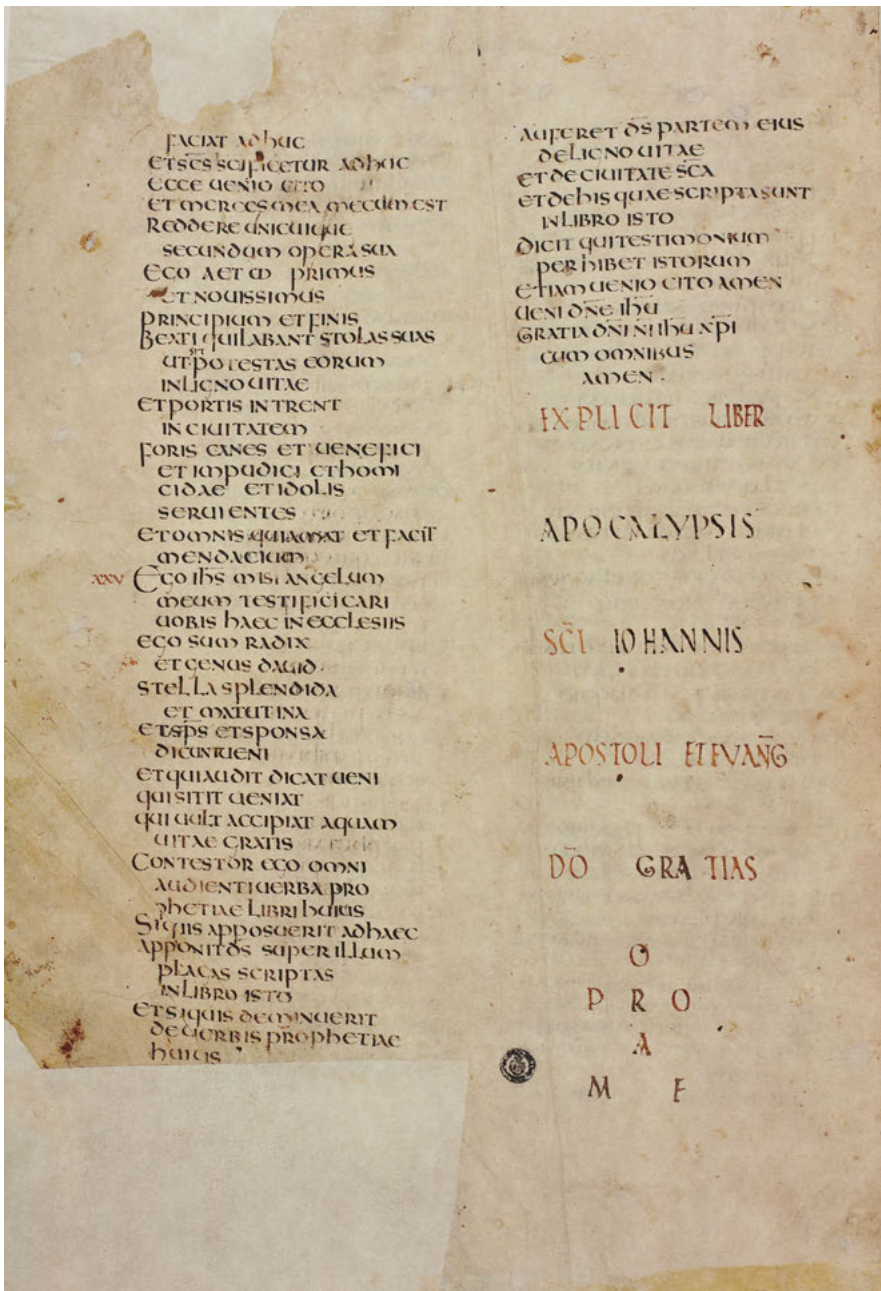 FACIAT ADHUC
ET SCS SCIFICETUR ADHUC
ECCE UENIO CITO
ET MERCES MEA MECUM EST
REDDERE UNICUIQUE
SECUNDUM OPERA SUA
EGO A ET Ω PRIMUS
ET NOUISSIMUS
PRINCIPIUM ET FINIS
BEATI QUI LABANT STOLAS SUAS
UT POTESTAS EORUM
IN LIGNO UITAE
ET PORTIS INTRENT
IN CIUITATEM
FORIS CANES ET UENEFICI
ET IMPUDICI ET HOMI
CIDAE ET IDOLIS
SERUIENTES
ET OMNIS QUI AMAT ET FACIT
MENDACIUM
XXV EGO IHS MISI ANGELUM
MEUM TESTIFICICARI
UOBIS HAEC IN ECCLESIIS
EGO SUM RADIX
ET GENUS DAUID
STELLA SPLENDIDA
ET MATUTINA
ET SPS ET SPONSA
DICUNT UENI
ET QUI AUDIT DICAT UENI
QUI SITIT UENIAT
QUI UULT ACCIPIAT AQUAM
UITAE GRATIS
CONTESTOR EGO OMNI
AUDIENTI UERBA PRO
PHETIAE LIBRI HUIUS
SI QUIS APPOSUERIT AD HAEC
APPONIT DS SUPER ILLUM
PLAGAS SCRIPTAS
IN LIBRO ISTO
ET SI QUIS DEMINUERIT
DE UERBIS PROPHETIAE
HUIUS
AUFERET DS PARTEM EIUS
DE LIGNO UITAE
ET DE CIUITATE SCA
ET DE HIS QUAE SCRIPTA SUNT
IN LIBRO ISTO
DICIT QUI TESTIMONIUM
PERHIBET ISTORUM
ETIAM UENIO CITO AMEN
UENI DNE IHU
GRATIA DNI NI IHU XPI
CUM OMNIBUS
AMEN
EXPLICIT LIBER
APOCALYPSIS
SCI IOHANNIS
APOSTOLI ET EVANG
DO GRATIAS
O
P R O
A
M E